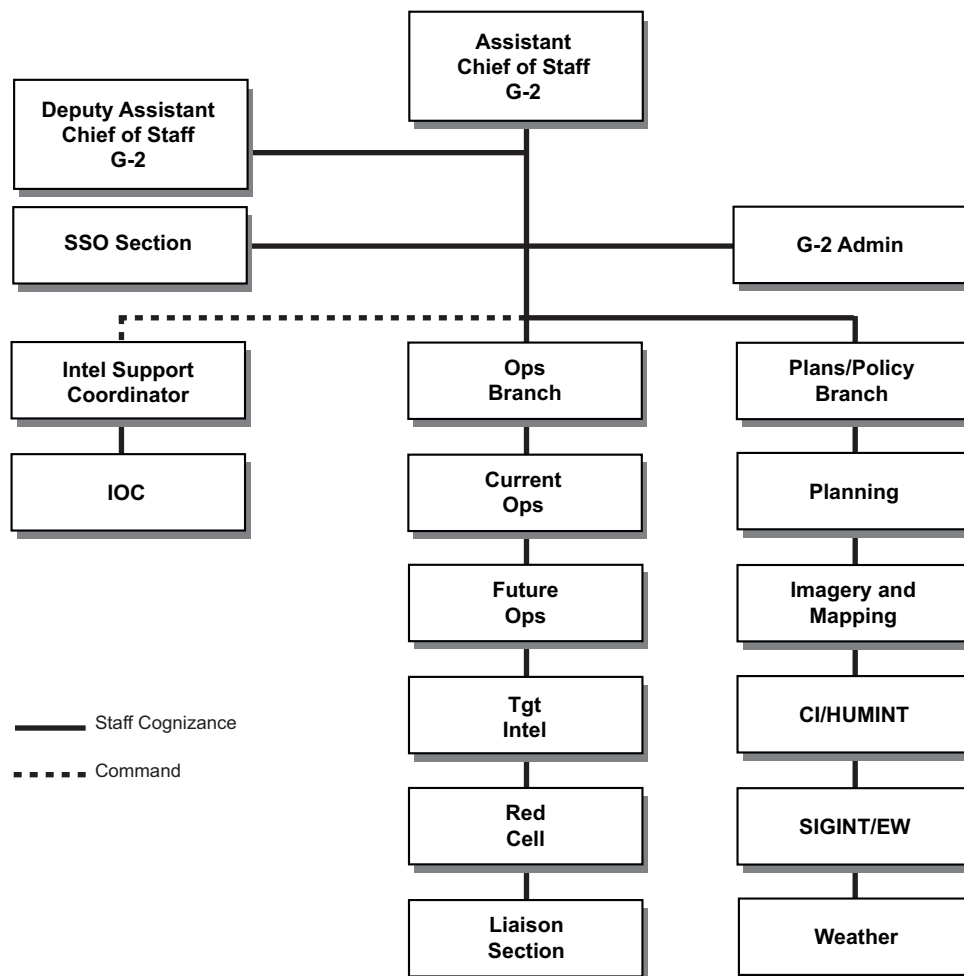 Assistant
Chief of Staff
G-2
Deputy Assistant
Chief of Staff
G-2
SSO Section
G-2 Admin
Intel Support
Coordinator
Ops
Branch
Plans/Policy
Branch
IOC
Current
Ops
Planning
Future
Ops
Imagery and
Mapping
Tgt
Intel
CI/HUMINT
Staff Cognizance
Command
Red
Cell
SIGINT/EW
Liaison
Section
Weather